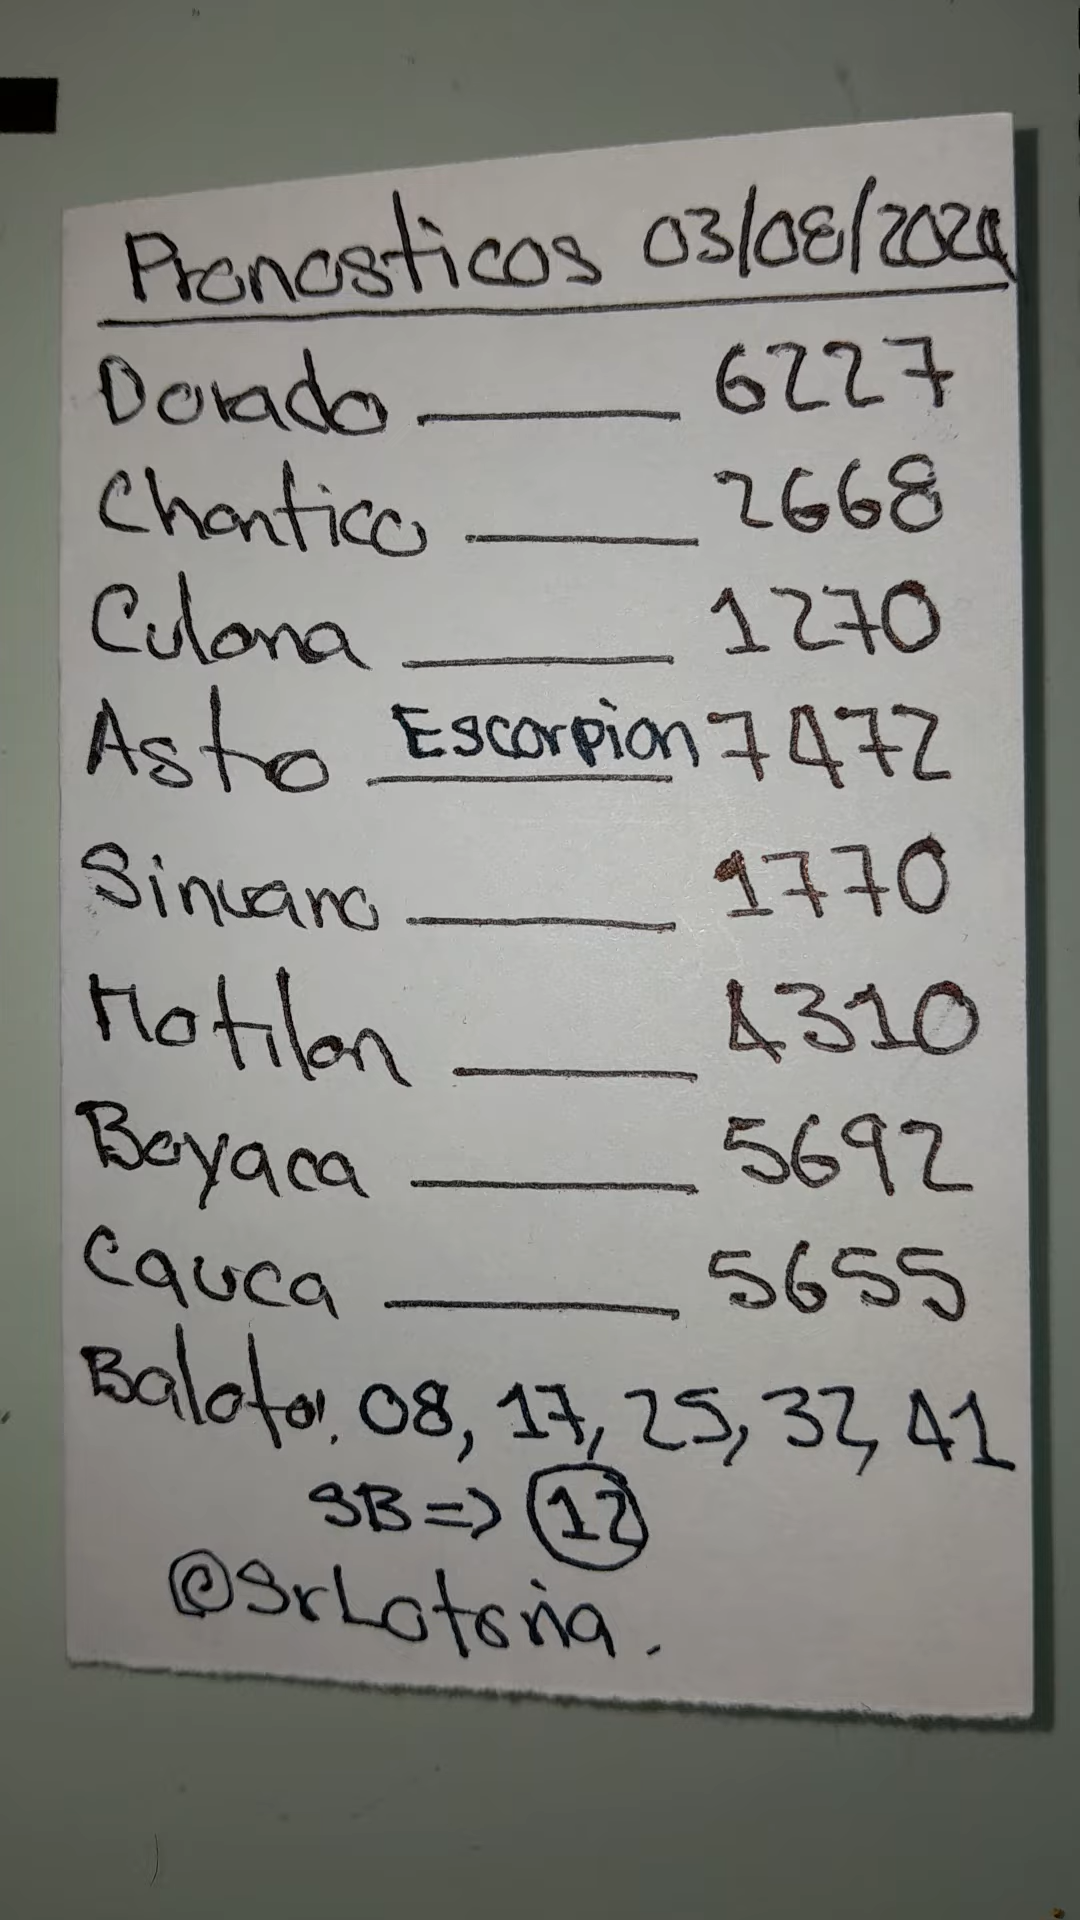 Pronosticos 03/08/2024
Dorado 6227
Chontico 2668
Culona 1270
Astro Escorpion 7472
Sinuano 1770
Motilon 4310
Boyaca 5692
Cauca 5655
Baloto: 08, 17, 25, 32, 41
SB => 12
@SrLoteria.